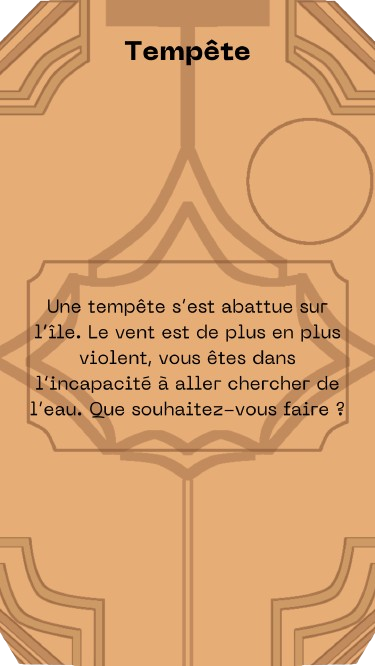 Tempête
Une tempête s'est abattue sur
l'île. Le vent est de plus en plus
violent, vous êtes dans
l'incapacité à aller chercher de
l'eau. Que souhaitez-vous faire ?